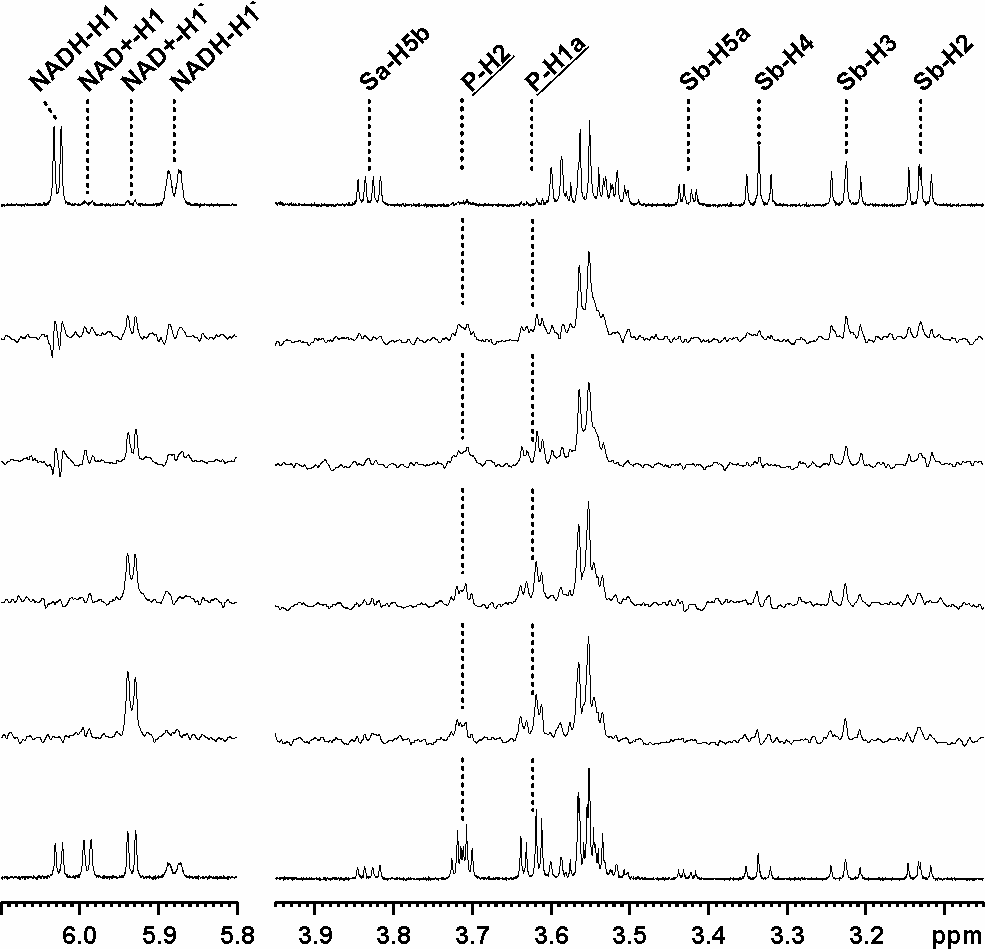 NADH-H1
NAD+-H1
NAD+-H1`
NADH-H1`
Sa-H5b
P-H2
P-H1a
Sb-H5a
Sb-H4
Sb-H3
Sb-H2
6.0 5.9 5.8 3.9 3.8 3.7 3.6 3.5 3.4 3.3 3.2 ppm